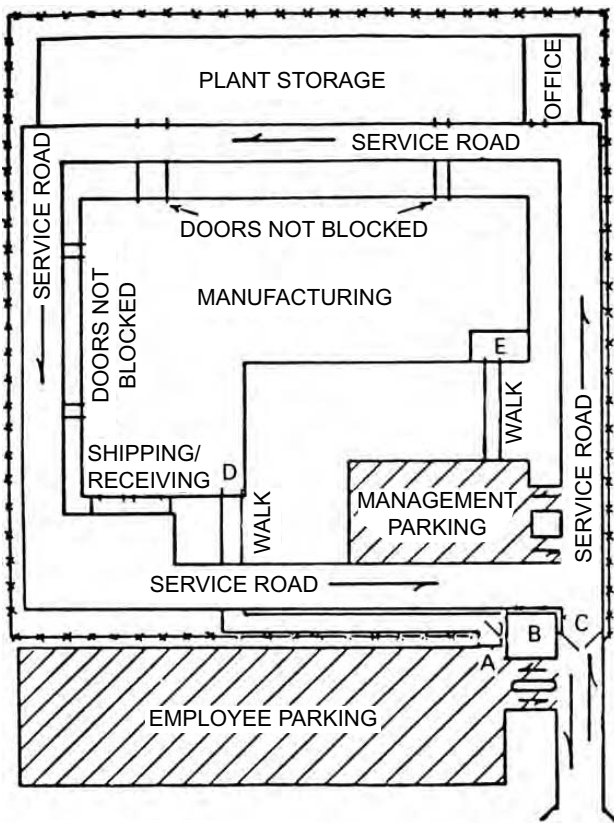 PLANT STORAGE
OFFICE
SERVICE ROAD
SERVICE ROAD
DOORS NOT BLOCKED
DOORS NOT
BLOCKED
MANUFACTURING
E
WALK
SERVICE ROAD
SHIPPING/
RECEIVING
D
WALK
MANAGEMENT
PARKING
SERVICE ROAD
A
B
C
EMPLOYEE PARKING